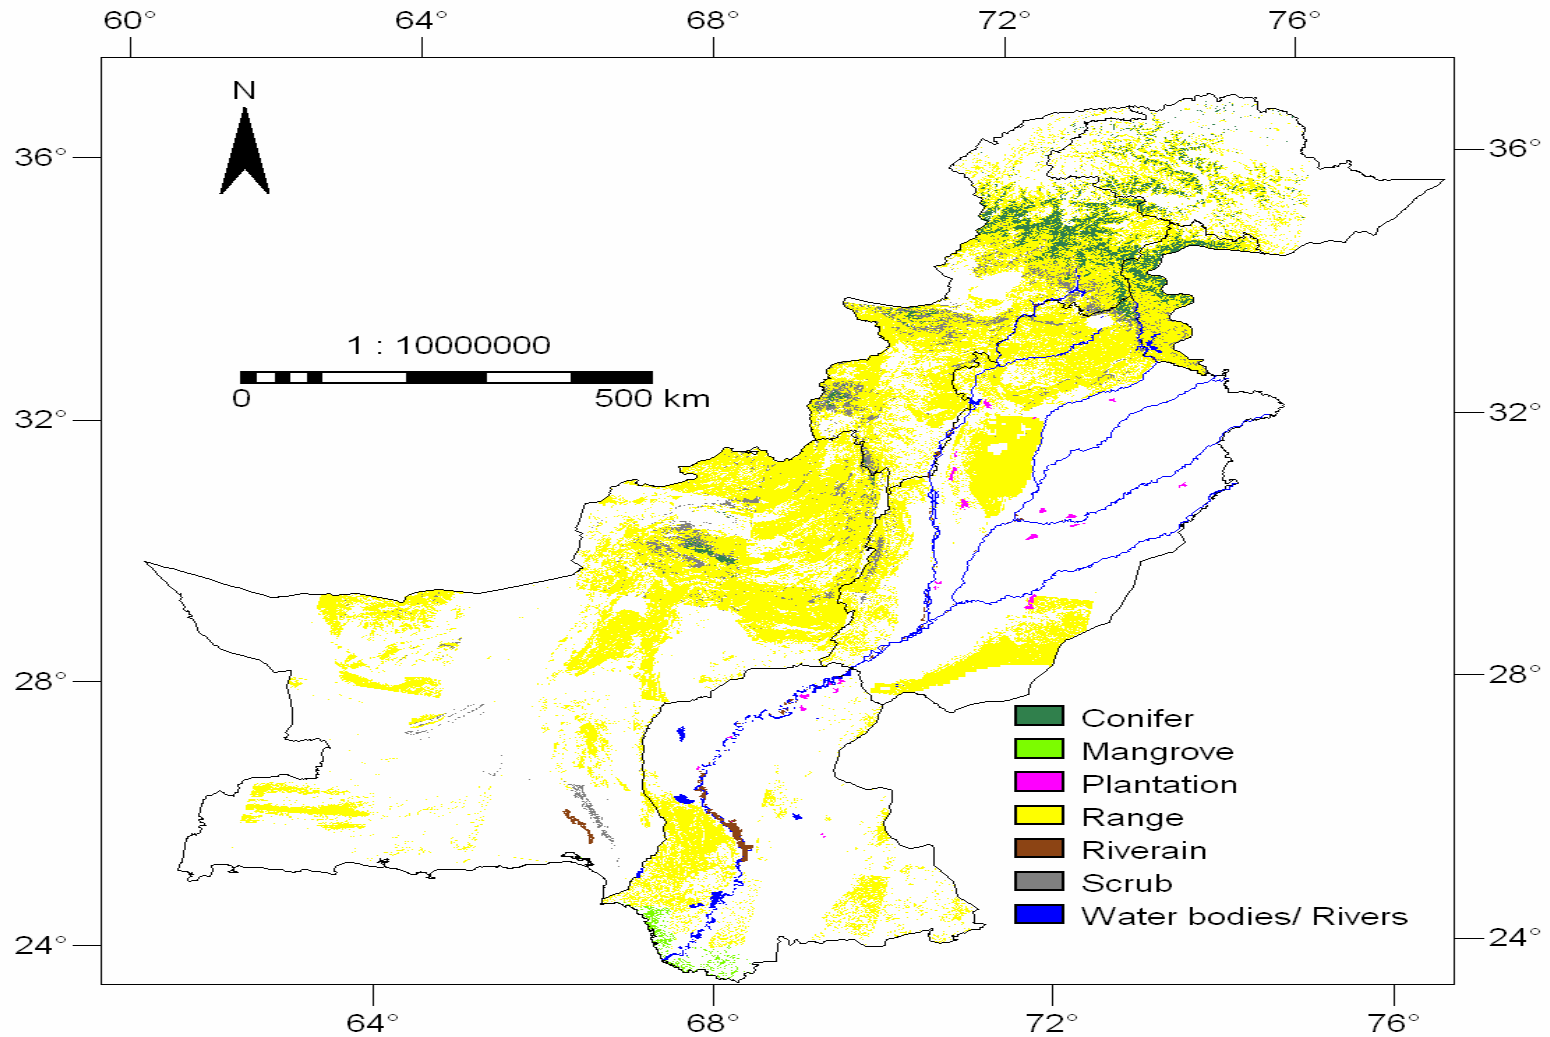 60° 64° 68° 72° 76°
N
36° 36°
1 : 10000000
0 500 km
32° 32°
28° 28°
Conifer
Mangrove
Plantation
Range
Riverain
Scrub
Water bodies/ Rivers
24° 24°
64° 68° 72° 76°